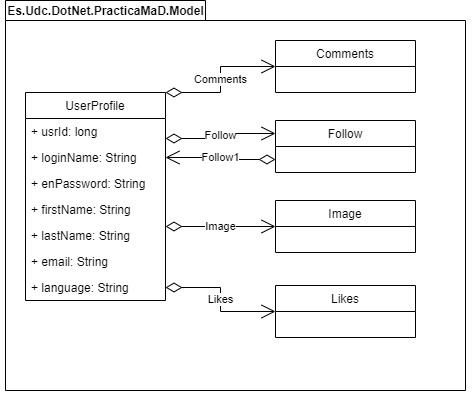 Es.Udc.DotNet.PracticaMaD.Model
Comments
Comments
UserProfile
+ usrId: long
+ loginName: String
+ enPassword: String
+ firstName: String
+ lastName: String
+ email: String
+ language: String
Follow
Follow1
Follow
Image
Image
Likes
Likes